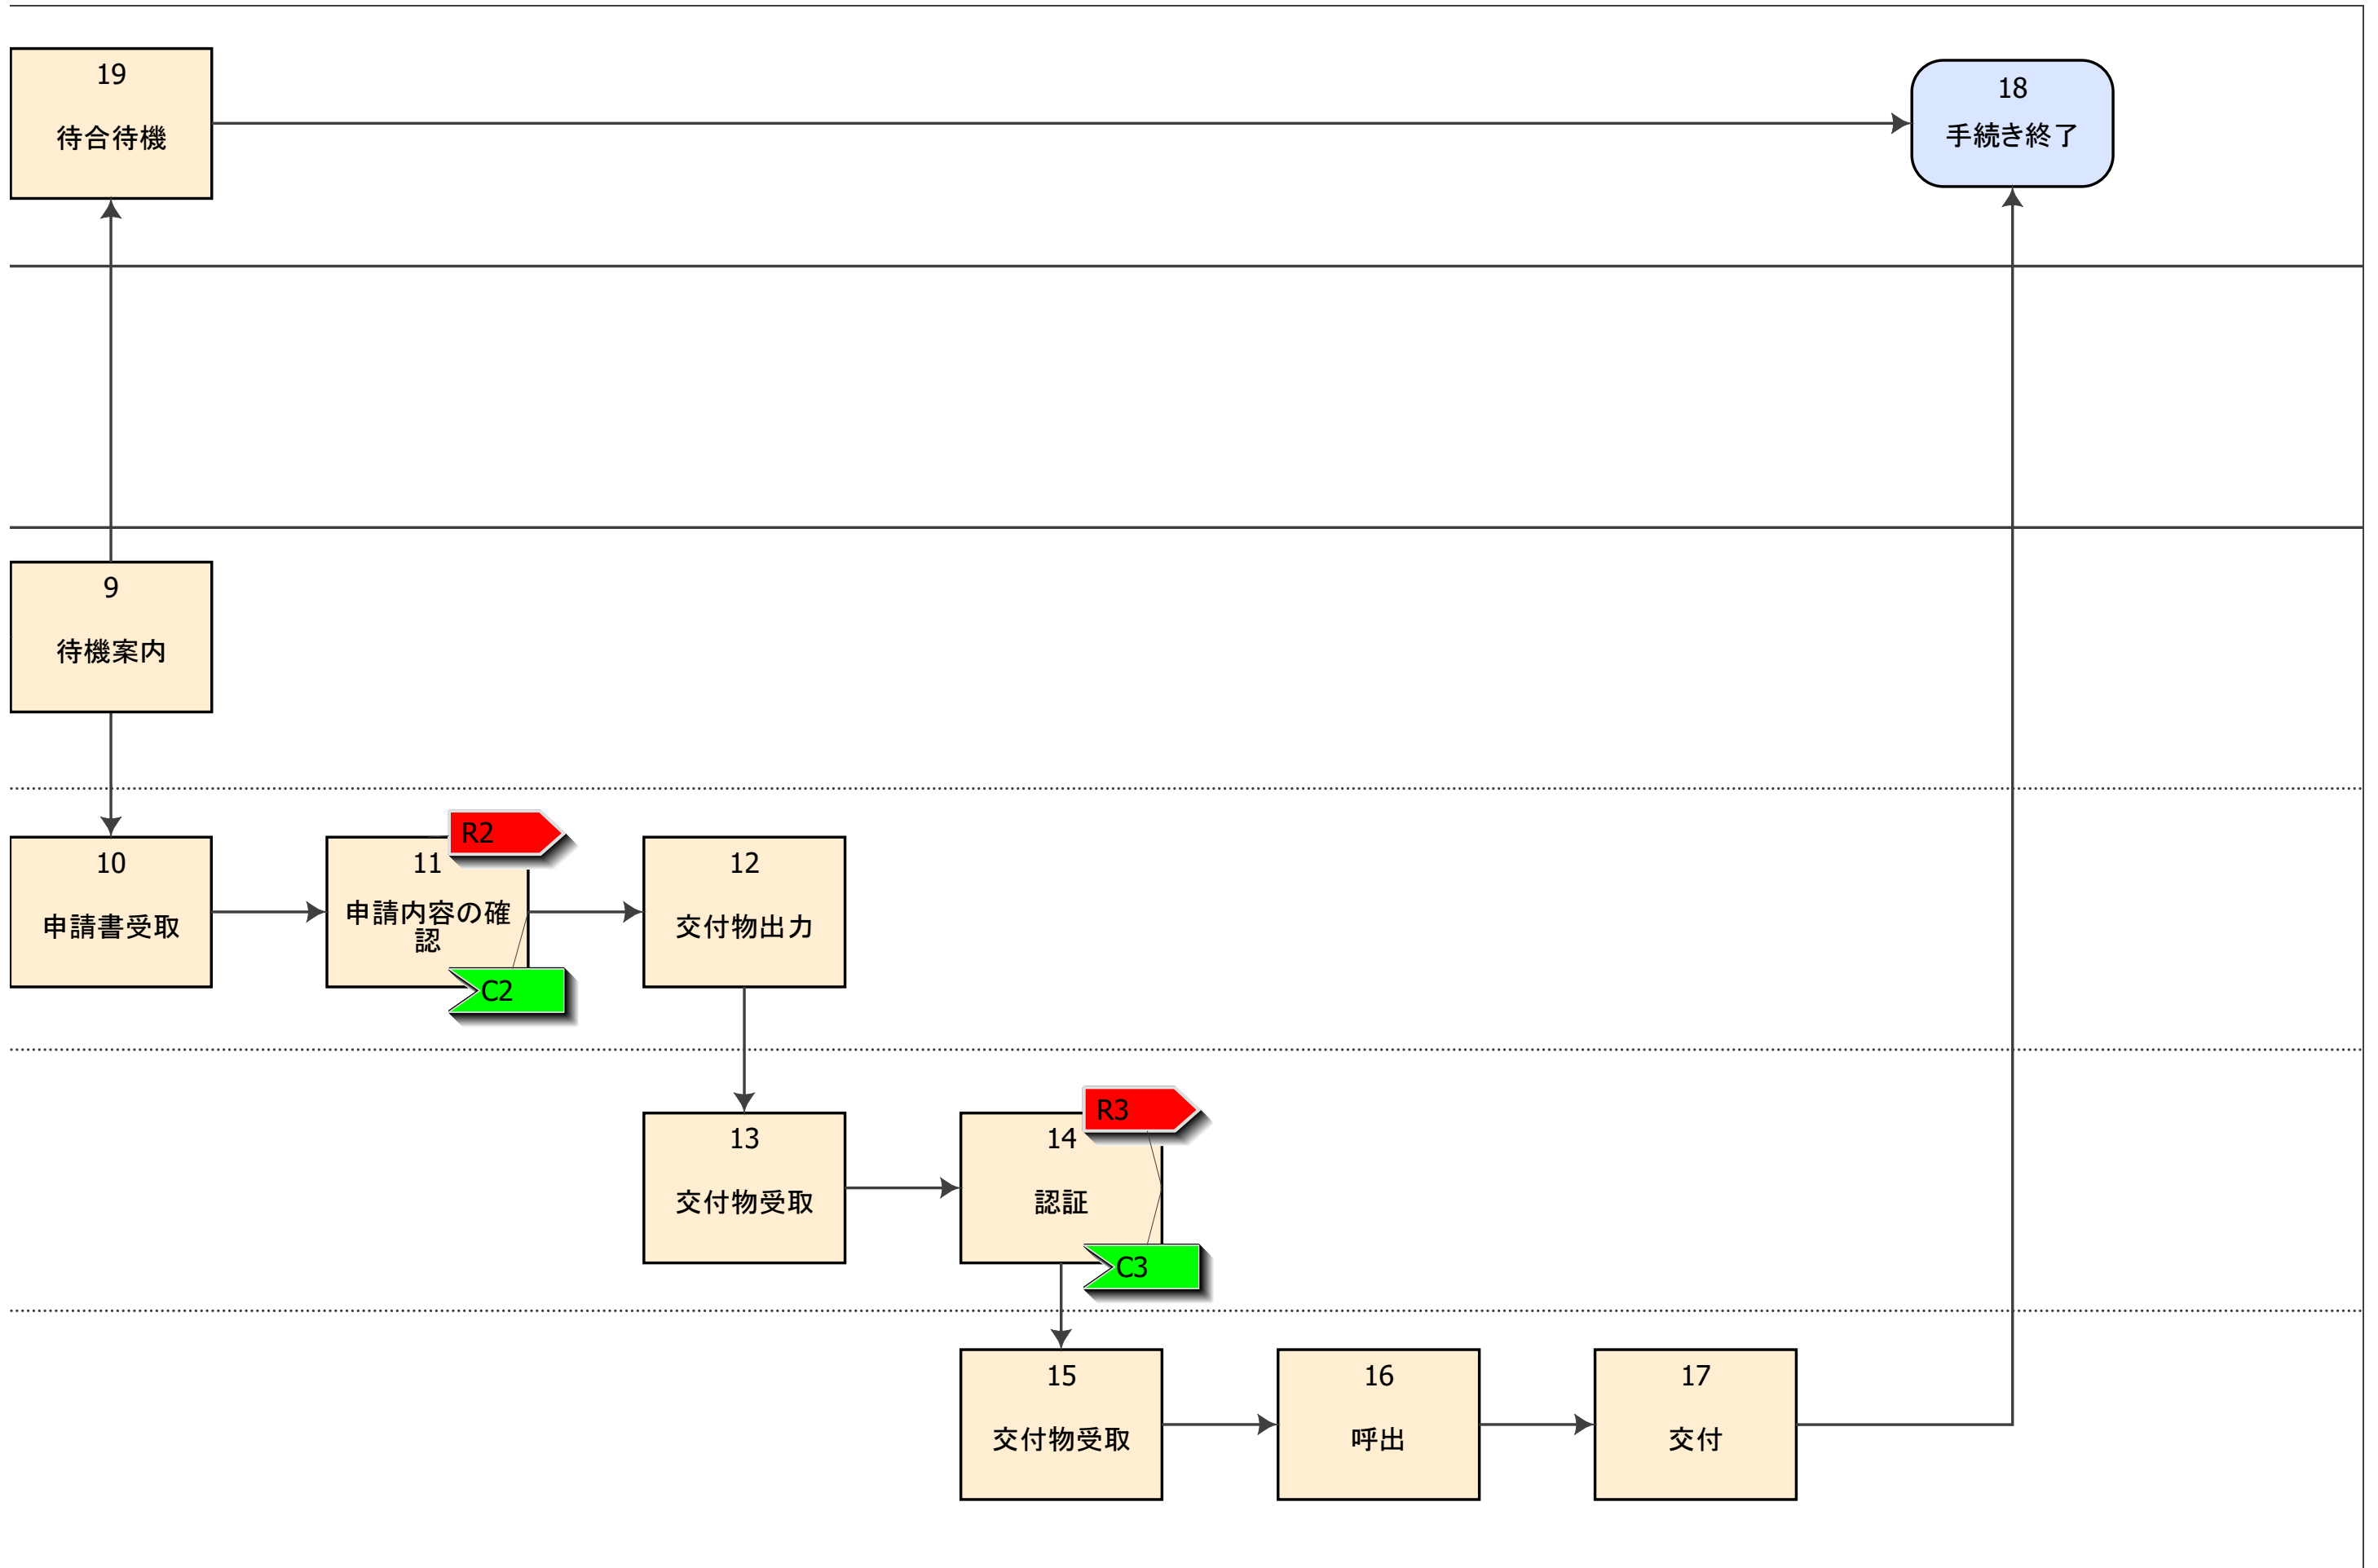 19
待合待機
18
手続き終了
9
待機案内
10
申請書受取
R2
11
申請内容の確
認
C2
12
交付物出力
13
交付物受取
R3
14
認証
C3
15
交付物受取
16
呼出
17
交付